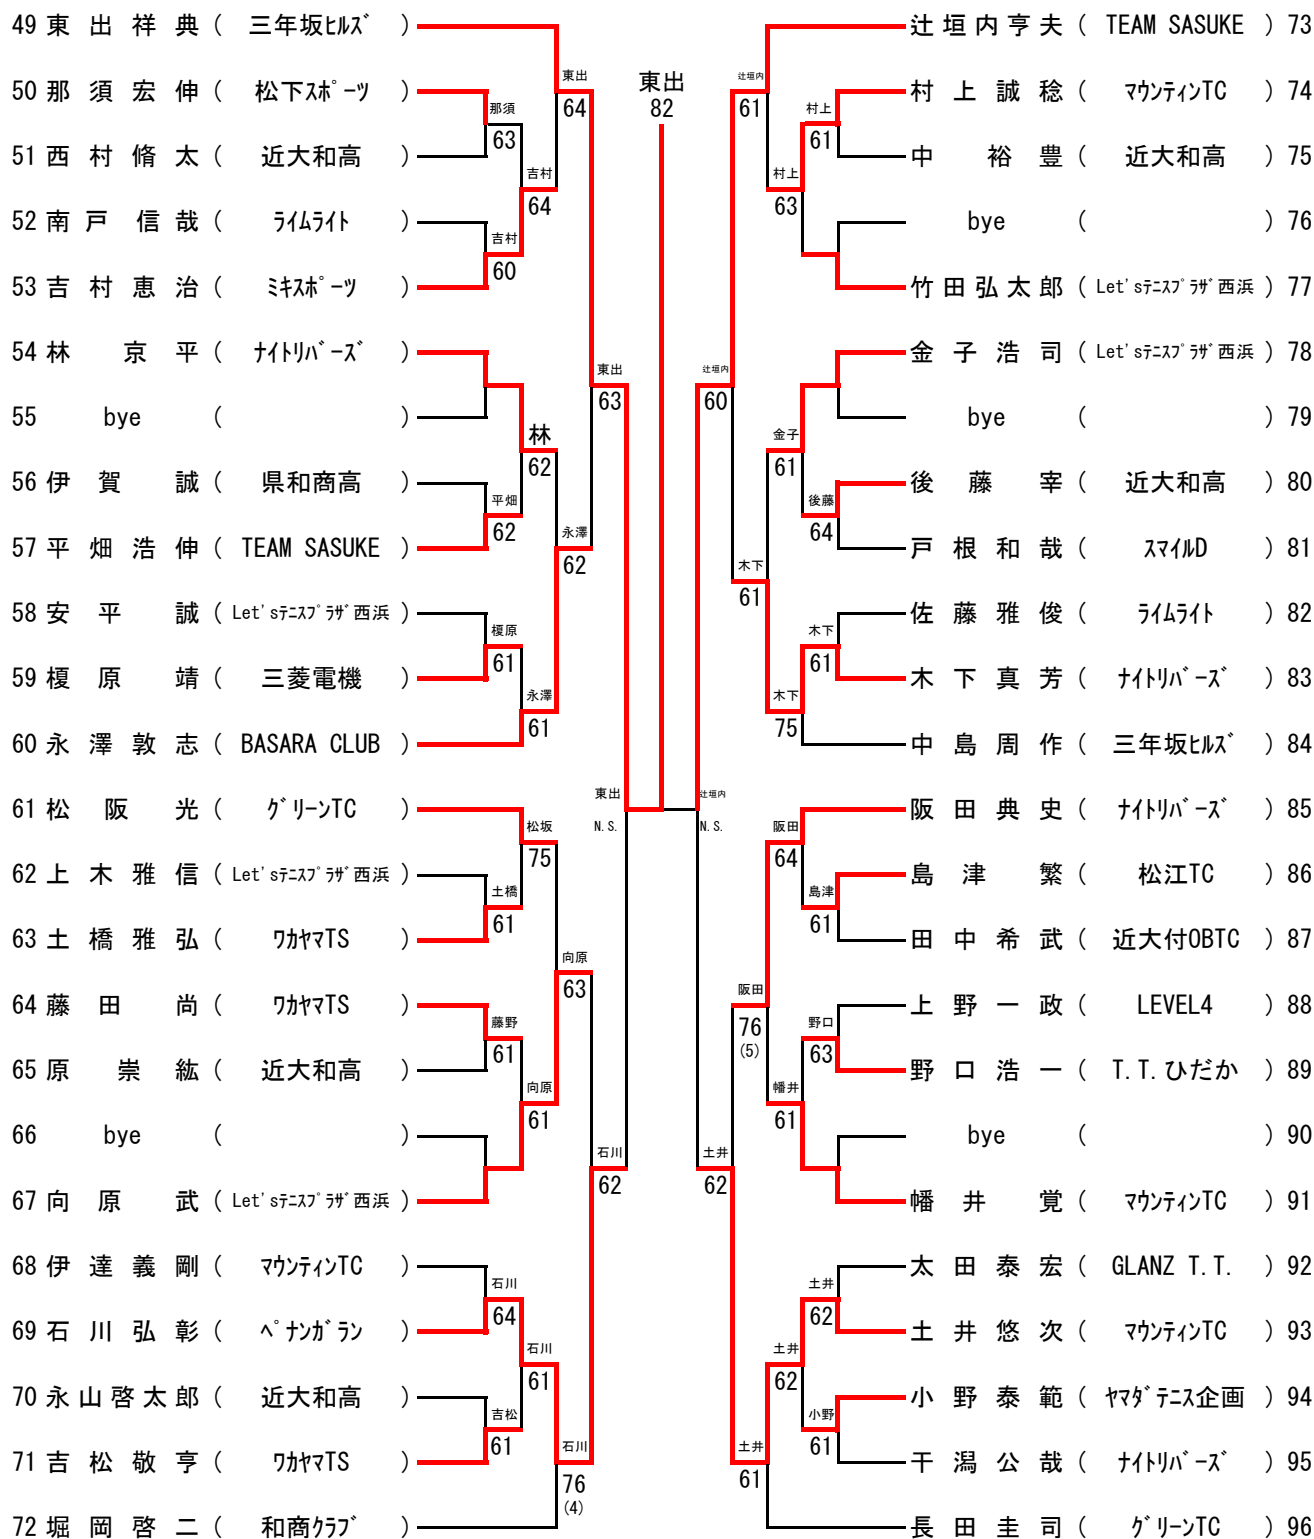 49 東出祥典 ( 三年坂ﾋﾙｽﾞ )
50 那須宏伸 ( 松下ｽﾎﾟｰﾂ )
51 西村脩太 ( 近大和高 )
52 南戸信哉 ( ﾗｲﾑﾗｲﾄ )
53 吉村恵治 ( ﾐｷｽﾎﾟｰﾂ )
54 林京平 ( ﾅｲﾄﾘﾊﾞｰｽﾞ )
55 bye ( )
56 伊賀誠 ( 県和商高 )
57 平畑浩伸 ( TEAM SASUKE )
58 安平誠 ( Let'sﾃﾆｽﾌﾟﾗｻﾞ西浜 )
59 榎原靖 ( 三菱電機 )
60 永澤敦志 ( BASARA CLUB )
61 松阪光 ( ｸﾞﾘｰﾝTC )
62 上木雅信 ( Let'sﾃﾆｽﾌﾟﾗｻﾞ西浜 )
63 土橋雅弘 ( ﾜｶﾔﾏTS )
64 藤田尚 ( ﾜｶﾔﾏTS )
65 原崇紘 ( 近大和高 )
66 bye ( )
67 向原武 ( Let'sﾃﾆｽﾌﾟﾗｻﾞ西浜 )
68 伊達義剛 ( ﾏｳﾝﾃｨﾝTC )
69 石川弘彰 ( ﾍﾟﾅﾝｶﾞﾗﾝ )
70 永山啓太郎 ( 近大和高 )
71 吉松敬亨 ( ﾜｶﾔﾏTS )
72 堀岡啓二 ( 和商ｸﾗﾌﾞ )
那須
63
吉村
60
平畑
62
榎原
61
土橋
61
藤野
61
石川
64
吉松
61
吉村
64
林
62
永澤
61
松坂
75
向原
61
石川
61
東出
64
永澤
62
向原
63
石川
76
(4)
東出
63
石川
62
東出
N.S.
東出
82
辻垣内
N.S.
辻垣内
60
土井
62
辻垣内
61
木下
61
阪田
76
(5)
土井
61
村上
63
金子
61
木下
75
阪田
64
幡井
61
土井
62
村上
61
後藤
64
木下
61
島津
61
野口
63
土井
62
小野
61
辻垣内亨夫 ( TEAM SASUKE ) 73
村上誠稔 ( ﾏｳﾝﾃｨﾝTC ) 74
中裕豊 ( 近大和高 ) 75
bye ( ) 76
竹田弘太郎 ( Let'sﾃﾆｽﾌﾟﾗｻﾞ西浜 ) 77
金子浩司 ( Let'sﾃﾆｽﾌﾟﾗｻﾞ西浜 ) 78
bye ( ) 79
後藤宰 ( 近大和高 ) 80
戸根和哉 ( ｽﾏｲﾙD ) 81
佐藤雅俊 ( ﾗｲﾑﾗｲﾄ ) 82
木下真芳 ( ﾅｲﾄﾘﾊﾞｰｽﾞ ) 83
中島周作 ( 三年坂ﾋﾙｽﾞ ) 84
阪田典史 ( ﾅｲﾄﾘﾊﾞｰｽﾞ ) 85
島津繁 ( 松江TC ) 86
田中希武 ( 近大付OBTC ) 87
上野一政 ( LEVEL4 ) 88
野口浩一 ( T.T.ひだか ) 89
bye ( ) 90
幡井覚 ( ﾏｳﾝﾃｨﾝTC ) 91
太田泰宏 ( GLANZ T.T. ) 92
土井悠次 ( ﾏｳﾝﾃｨﾝTC ) 93
小野泰範 ( ﾔﾏﾀﾞﾃﾆｽ企画 ) 94
干潟公哉 ( ﾅｲﾄﾘﾊﾞｰｽﾞ ) 95
長田圭司 ( ｸﾞﾘｰﾝTC ) 96